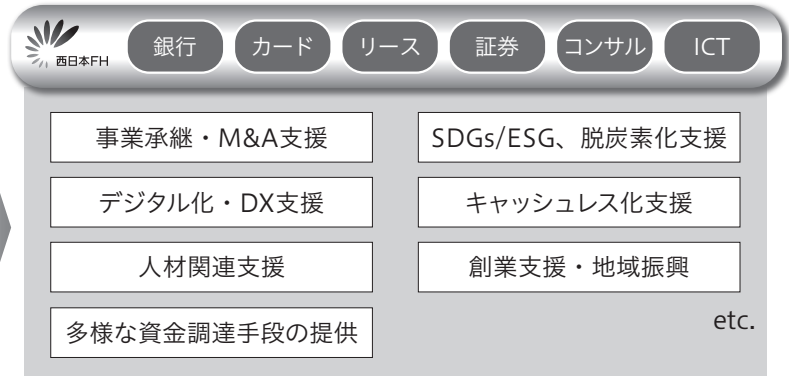 西日本FH 銀行 カード リース 証券 コンサル ICT
事業承継・M&A支援 SDGs/ESG、脱炭素化支援
デジタル化・DX支援 キャッシュレス化支援
人材関連支援 創業支援・地域振興
多様な資金調達手段の提供 etc.